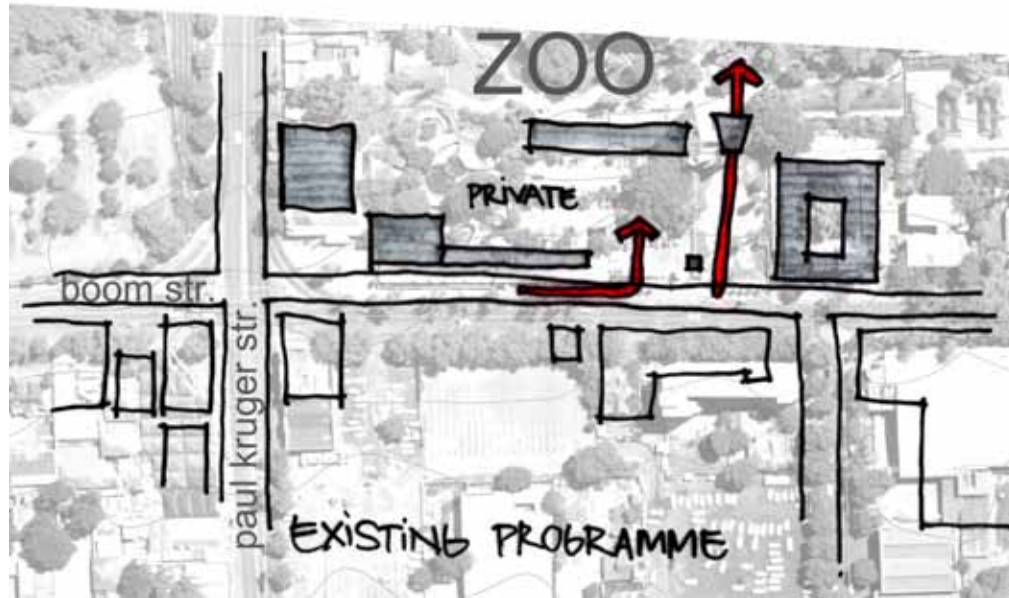 ZOO
PRIVATE
boom str.
paul kruger str.
EXISTING PROGRAMME